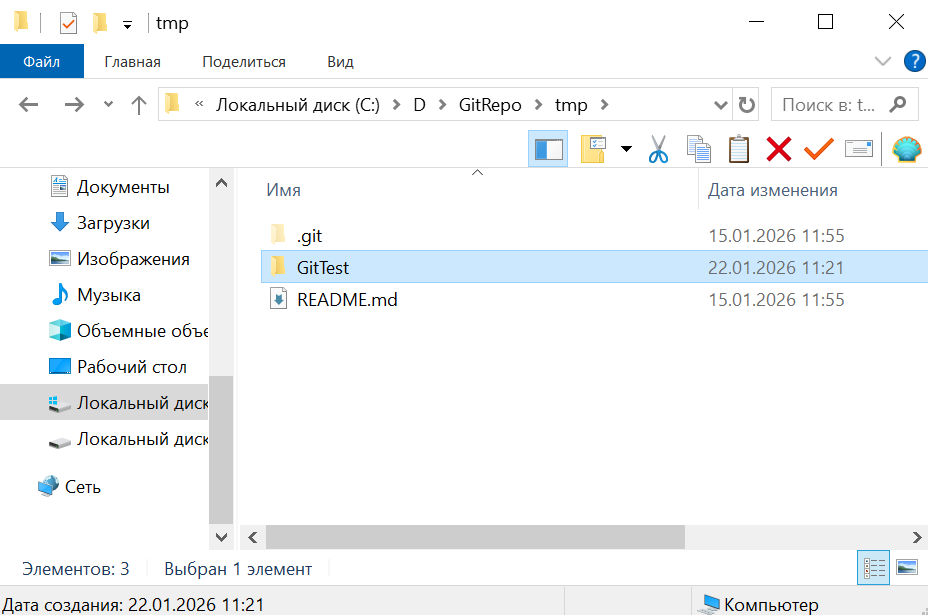 tmp
Файл Главная Поделиться Вид ?
« Локальный диск (C:) > D > GitRepo > tmp > Поиск в: t...
Документы
Загрузки
Изображения
Музыка
Объемные объе
Рабочий стол
Локальный диск
Локальный диск
Сеть
Имя Дата изменения
.git 15.01.2026 11:55
GitTest 22.01.2026 11:21
README.md 15.01.2026 11:55
Элементов: 3 Выбран 1 элемент
Дата создания: 22.01.2026 11:21 Компьютер